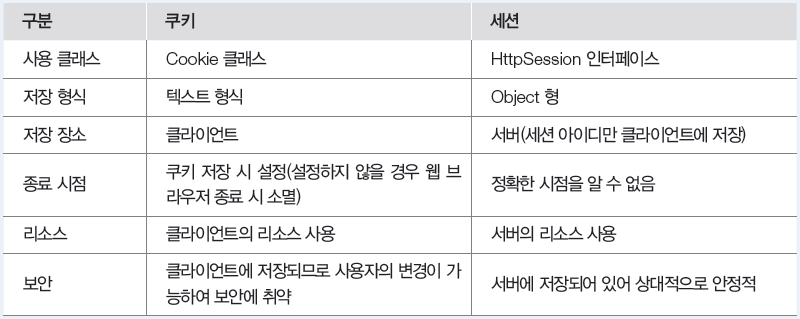 구분 쿠키 세션
사용 클래스 Cookie 클래스 HttpSession 인터페이스
저장 형식 텍스트 형식 Object 형
저장 장소 클라이언트 서버(세션 아이디만 클라이언트에 저장)
종료 시점 쿠키 저장 시 설정(설정하지 않을 경우 웹 브
라우저 종료 시 소멸) 정확한 시점을 알 수 없음
리소스 클라이언트의 리소스 사용 서버의 리소스 사용
보안 클라이언트에 저장되므로 사용자의 변경이 가
능하여 보안에 취약 서버에 저장되어 있어 상대적으로 안정적